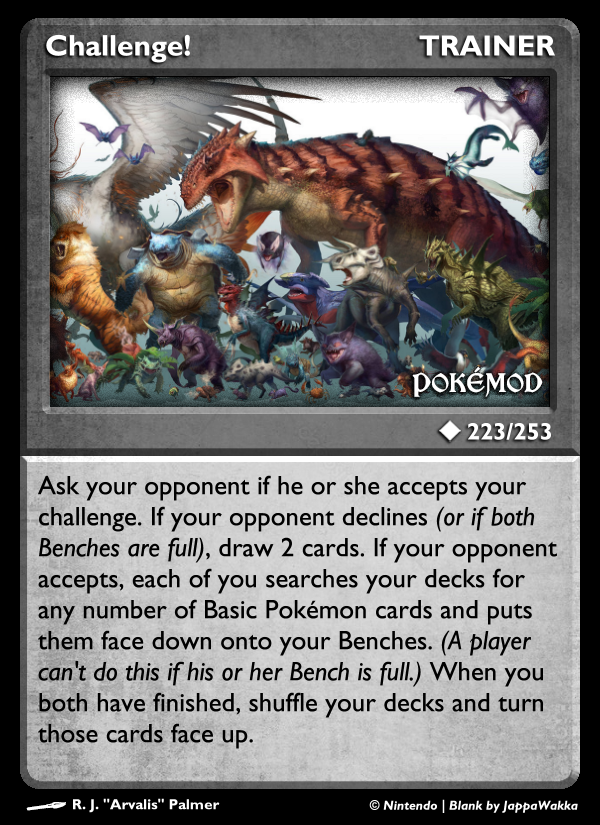 Challenge! TRAINER
POKÉMOD
◆ 223/253
Ask your opponent if he or she accepts your
challenge. If your opponent declines (or if both
Benches are full), draw 2 cards. If your opponent
accepts, each of you searches your decks for
any number of Basic Pokémon cards and puts
them face down onto your Benches. (A player
can't do this if his or her Bench is full.) When you
both have finished, shuffle your decks and turn
those cards face up.
R. J. "Arvalis" Palmer © Nintendo | Blank by JappaWakka